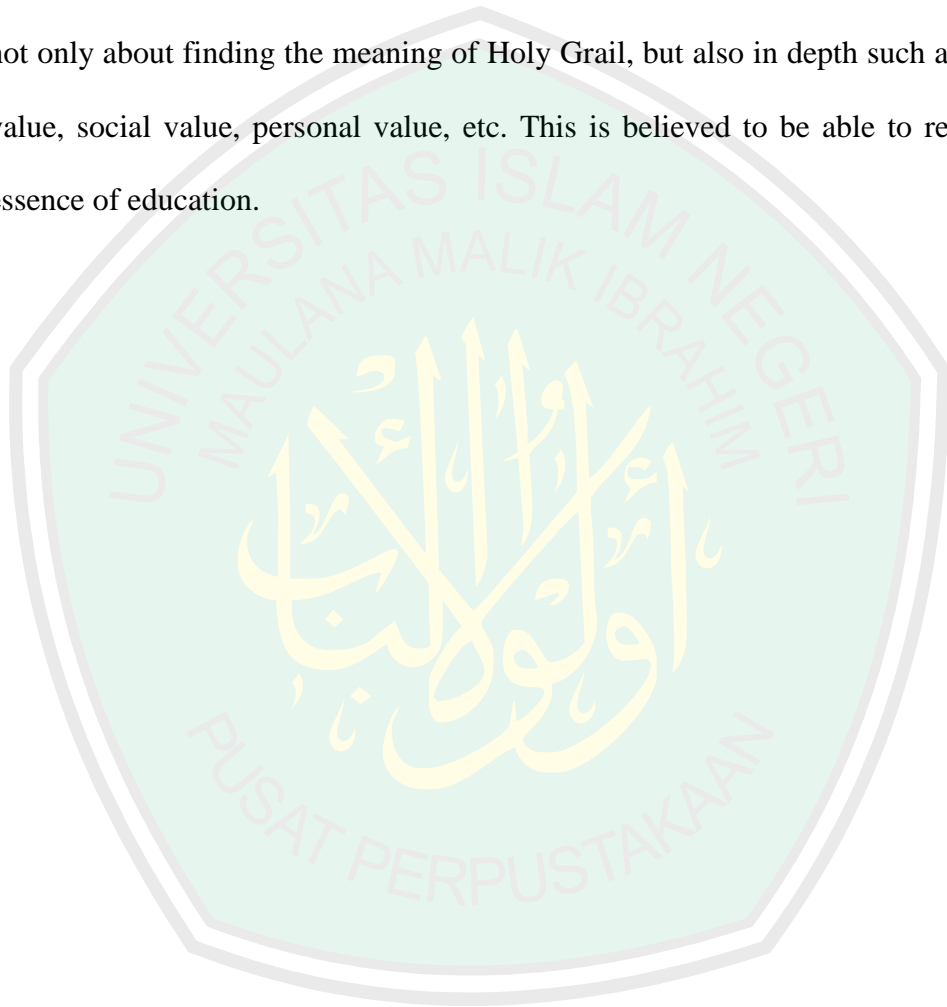 not only about finding the meaning of Holy Grail, but also in depth such a
value, social value, personal value, etc. This is believed to be able to re
essence of education.
UNIVERSITAS ISLAM NEGERI
MAULANA MALIK IBRAHIM
أولوا الألباب
PUSAT PERPUSTAKAAN